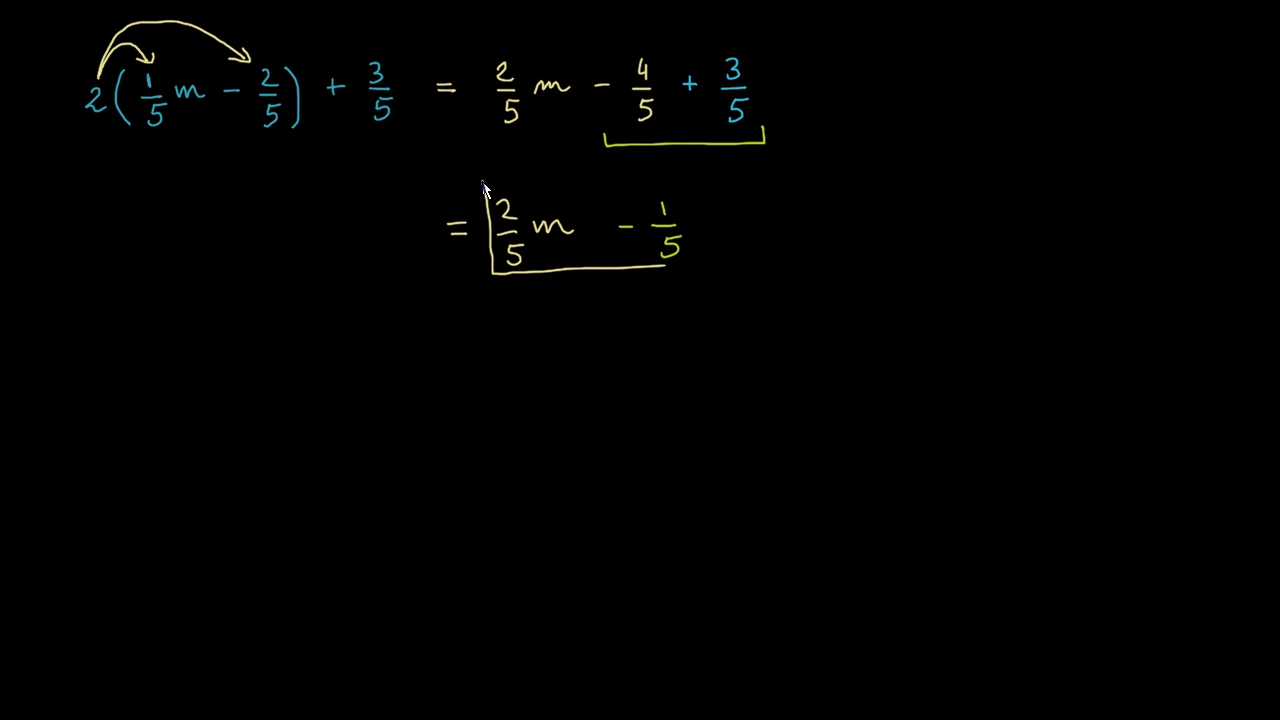 2(1/5 m - 2/5) + 3/5 = 2/5 m - 4/5 + 3/5
= 2/5 m - 1/5